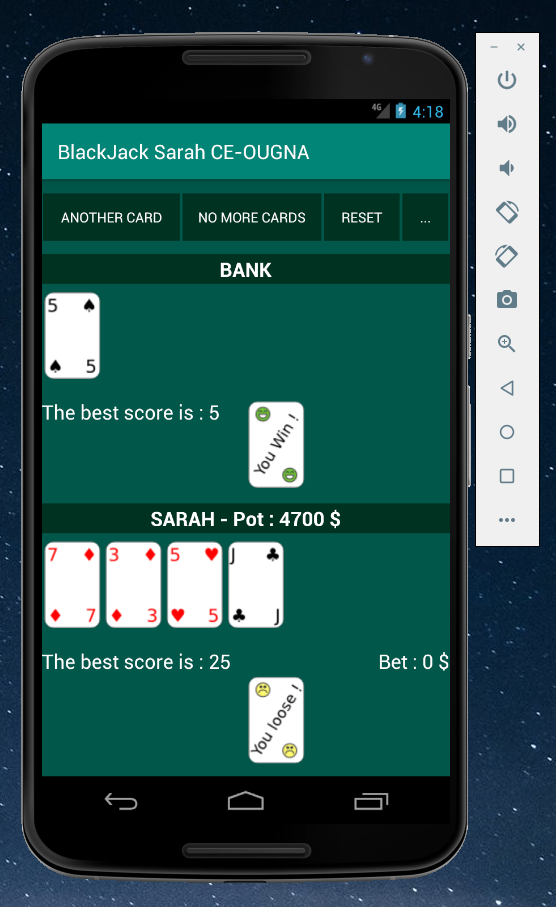 4G 4:18
BlackJack Sarah CE-OUGNA
ANOTHER CARD NO MORE CARDS RESET ...
BANK
5
5
The best score is : 5
You Win !
SARAH - Pot : 4700 $
7 3 5 J
7 3 5 J
The best score is : 25 Bet : 0 $
You loose !